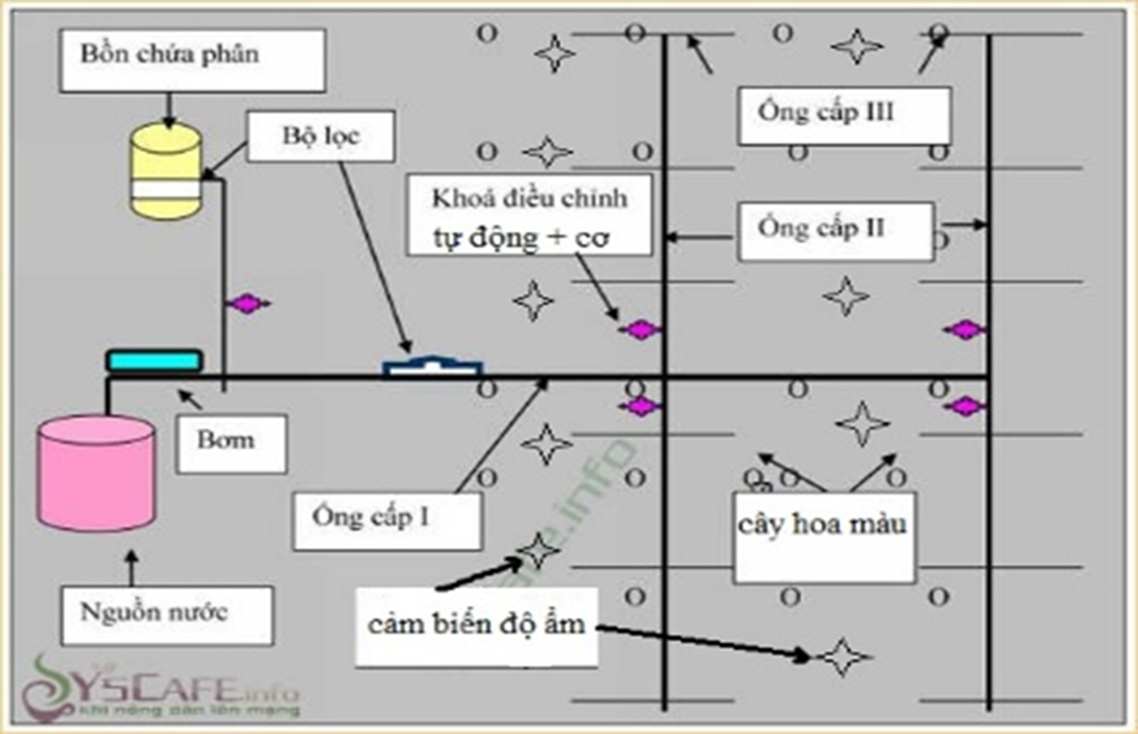 Bồn chứa phân
Bộ lọc
Ống cấp III
Khoá điều chỉnh
tự động + cơ
Ống cấp II
Bơm
Ống cấp I
cây hoa màu
Nguồn nước
cảm biến độ ẩm
SYSCAFE.info
Khi nông dân lên mạng